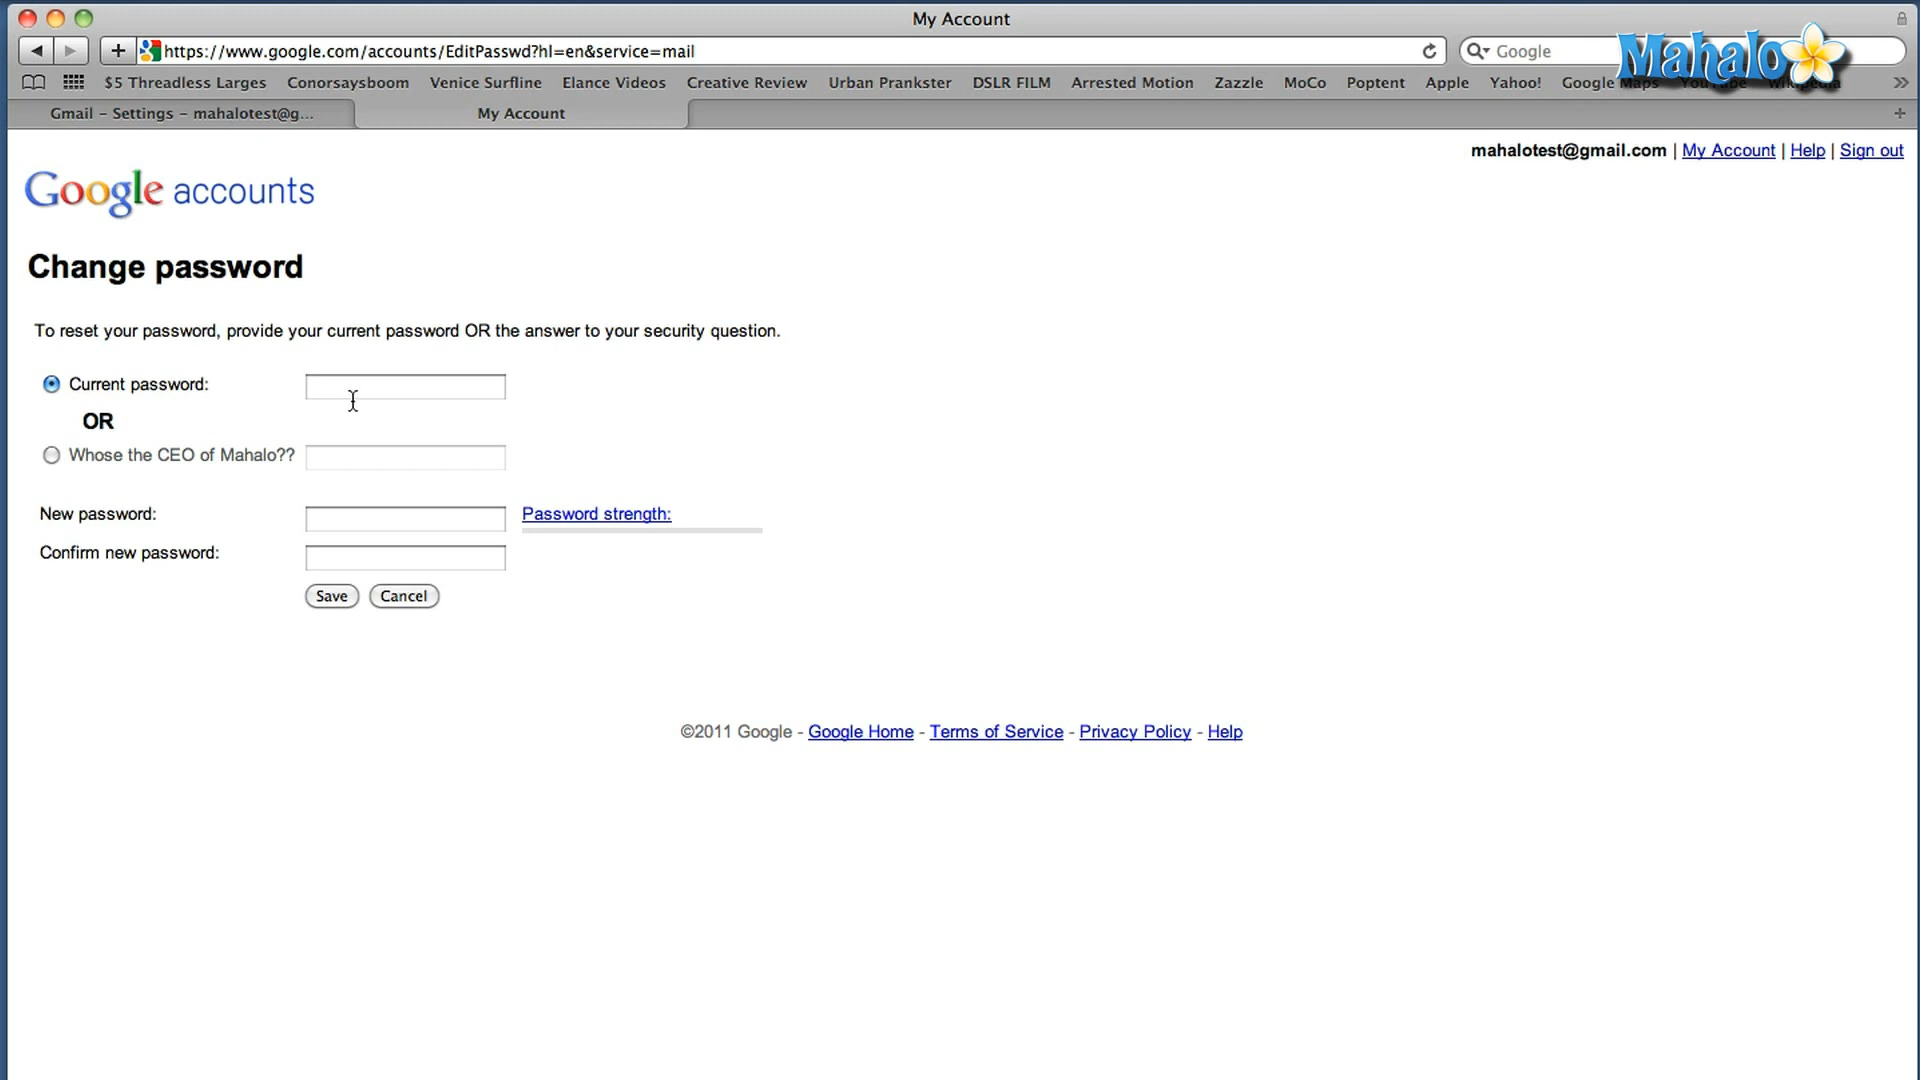 My Account
https://www.google.com/accounts/EditPasswd?hl=en&service=mail
Google
Mahalo
$5 Threadless Larges Conorsaysboom Venice Surfline Elance Videos Creative Review Urban Prankster DSLR FILM Arrested Motion Zazzle MoCo Poptent Apple Yahoo! Google Maps YouTube Wikipedia
Gmail – Settings – mahalotest@g...
My Account
mahalotest@gmail.com | My Account | Help | Sign out
Google accounts
Change password
To reset your password, provide your current password OR the answer to your security question.
Current password:
OR
Whose the CEO of Mahalo??
New password:
Password strength:
Confirm new password:
Save Cancel
©2011 Google - Google Home - Terms of Service - Privacy Policy - Help